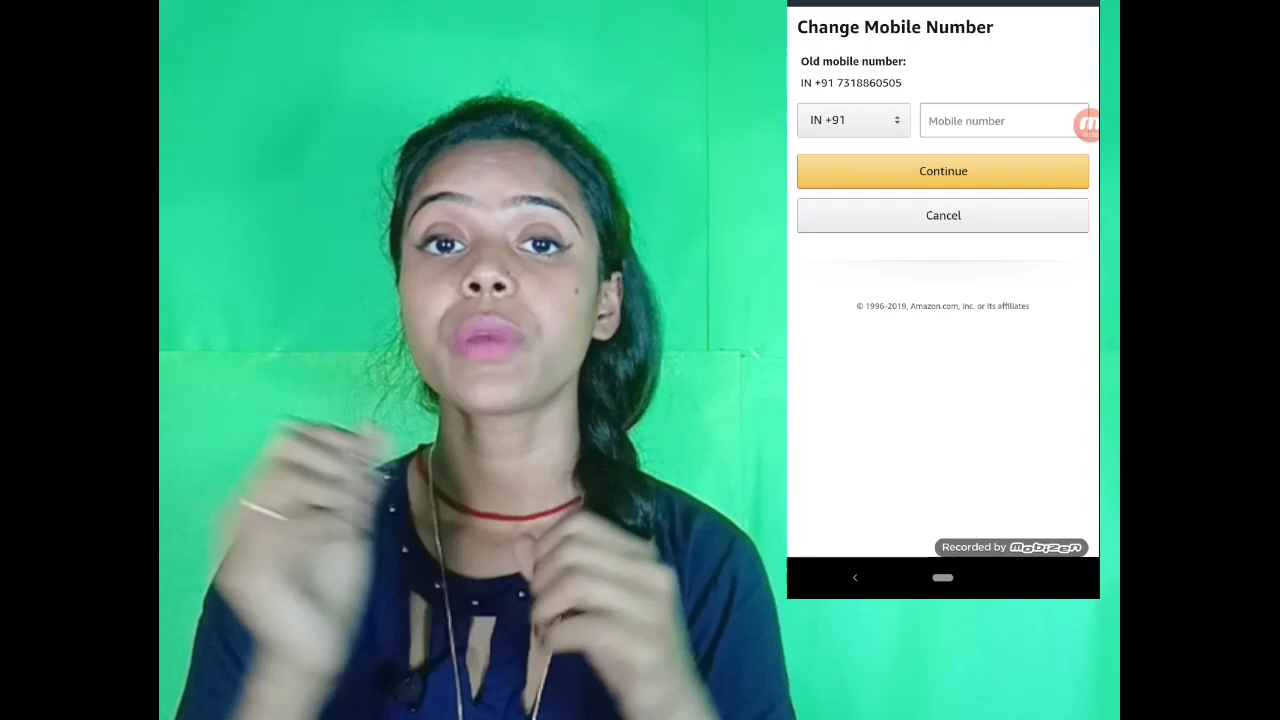 Change Mobile Number
Old mobile number:
IN +91 7318860505
IN +91
Mobile number
Continue
Cancel
© 1996-2019, Amazon.com, Inc. or its affiliates
Recorded by mobizen